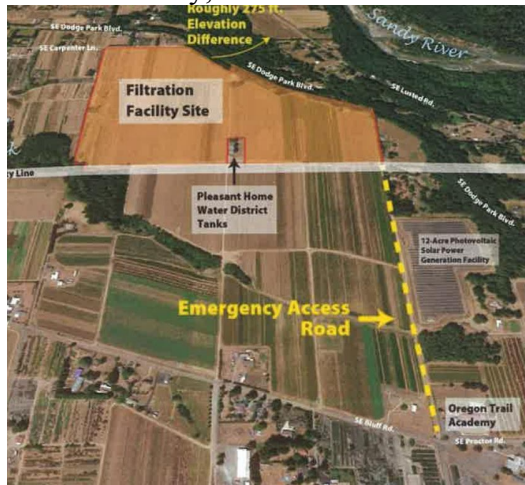 Roughly 275 ft.
Elevation
Difference
SE Dodge Park Blvd.
SE Carpenter Ln.
Sandy River
SE Dodge Park Blvd.
SE Lusted Rd.
Filtration
Facility Site
Line
Pleasant Home
Water District
Tanks
SE Dodge Park Blvd.
12-Acre Photovoltaic
Solar Power
Generation Facility
Emergency Access
Road
Oregon Trail
Academy
SE Bluff Rd.
SE Proctor Rd.